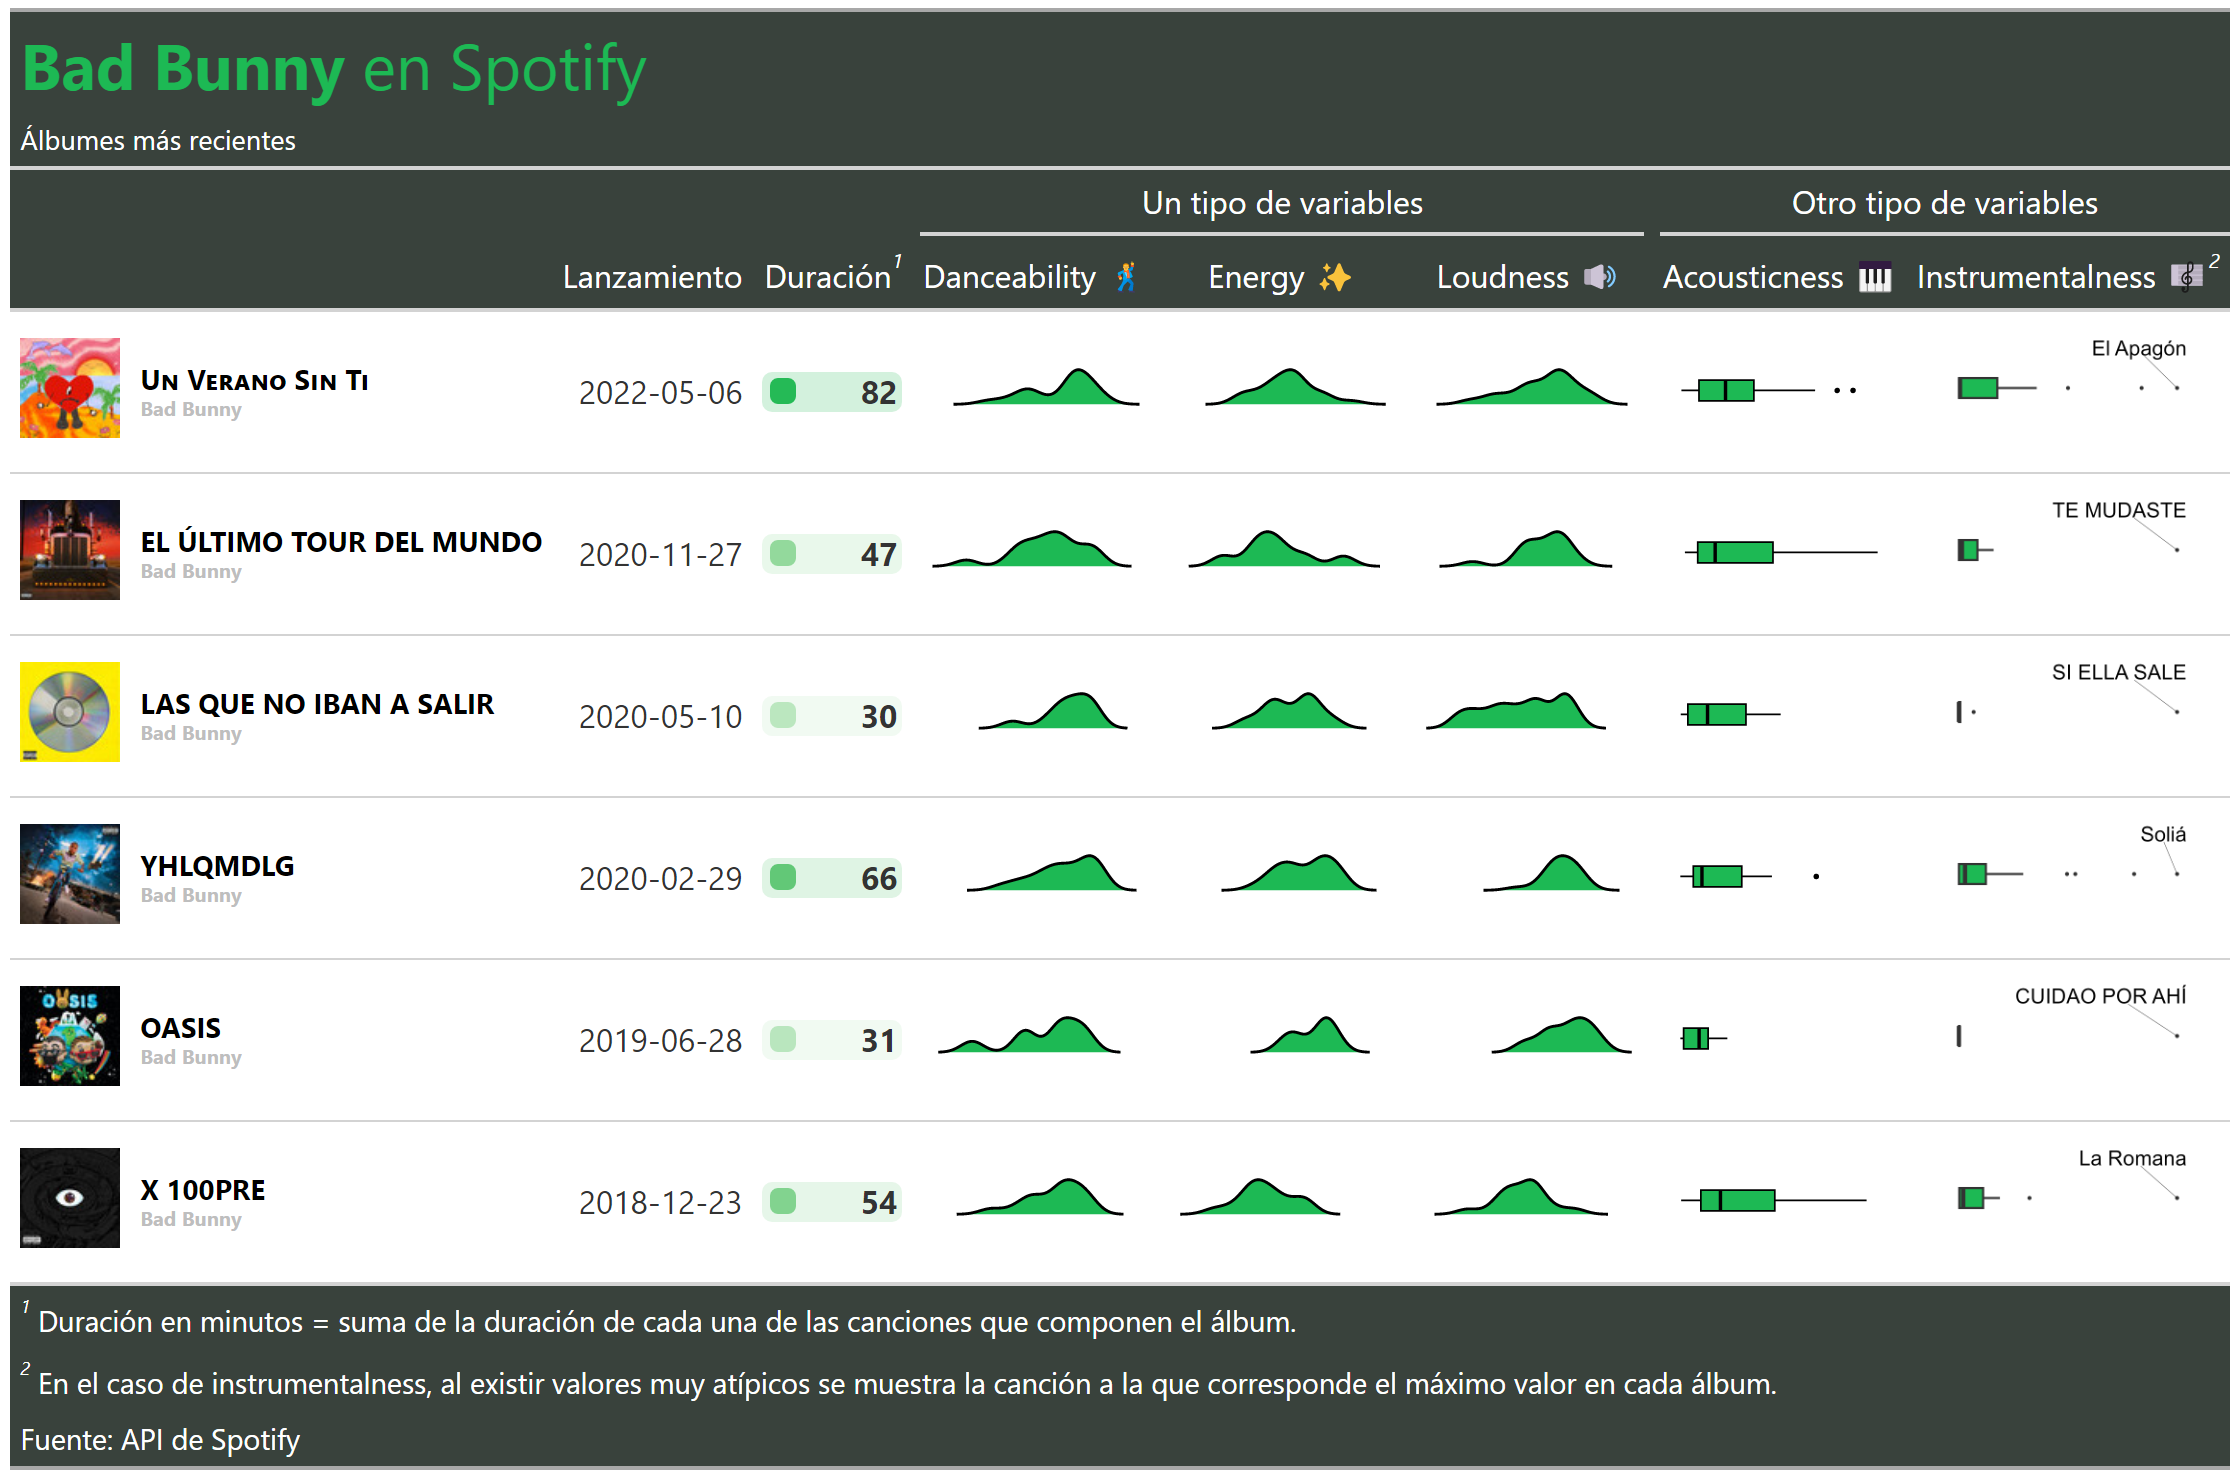 Bad Bunny en Spotify
Álbumes más recientes
Un tipo de variables
Otro tipo de variables
Lanzamiento Duración 1 Danceability Energy Loudness Acousticness Instrumentalness 2
Un Verano Sin Ti
Bad Bunny
2022-05-06
82
El Apagón
EL ÚLTIMO TOUR DEL MUNDO
Bad Bunny
2020-11-27
47
TE MUDASTE
LAS QUE NO IBAN A SALIR
Bad Bunny
2020-05-10
30
SI ELLA SALE
YHLQMDLG
Bad Bunny
2020-02-29
66
Soliá
OASIS
OASIS
Bad Bunny
2019-06-28
31
CUIDAO POR AHÍ
X 100PRE
Bad Bunny
2018-12-23
54
La Romana
1 Duración en minutos = suma de la duración de cada una de las canciones que componen el álbum.
2 En el caso de instrumentalness, al existir valores muy atípicos se muestra la canción a la que corresponde el máximo valor en cada álbum.
Fuente: API de Spotify